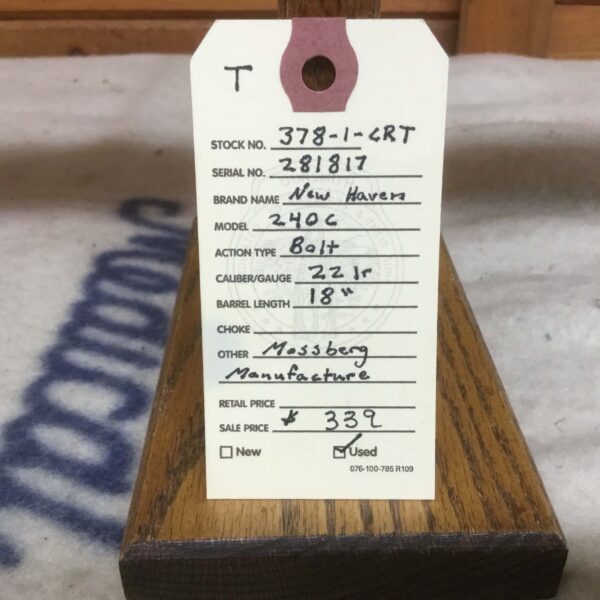 T
STOCK NO. 378-1-CRT
SERIAL NO. 281817
BRAND NAME New Haven
MODEL 240C
ACTION TYPE Bolt
CALIBER/GAUGE 22 lr
BARREL LENGTH 18"
CHOKE
OTHER Mossberg
Manufacture
RETAIL PRICE
SALE PRICE $ 339
New Used
076-100-785 R109